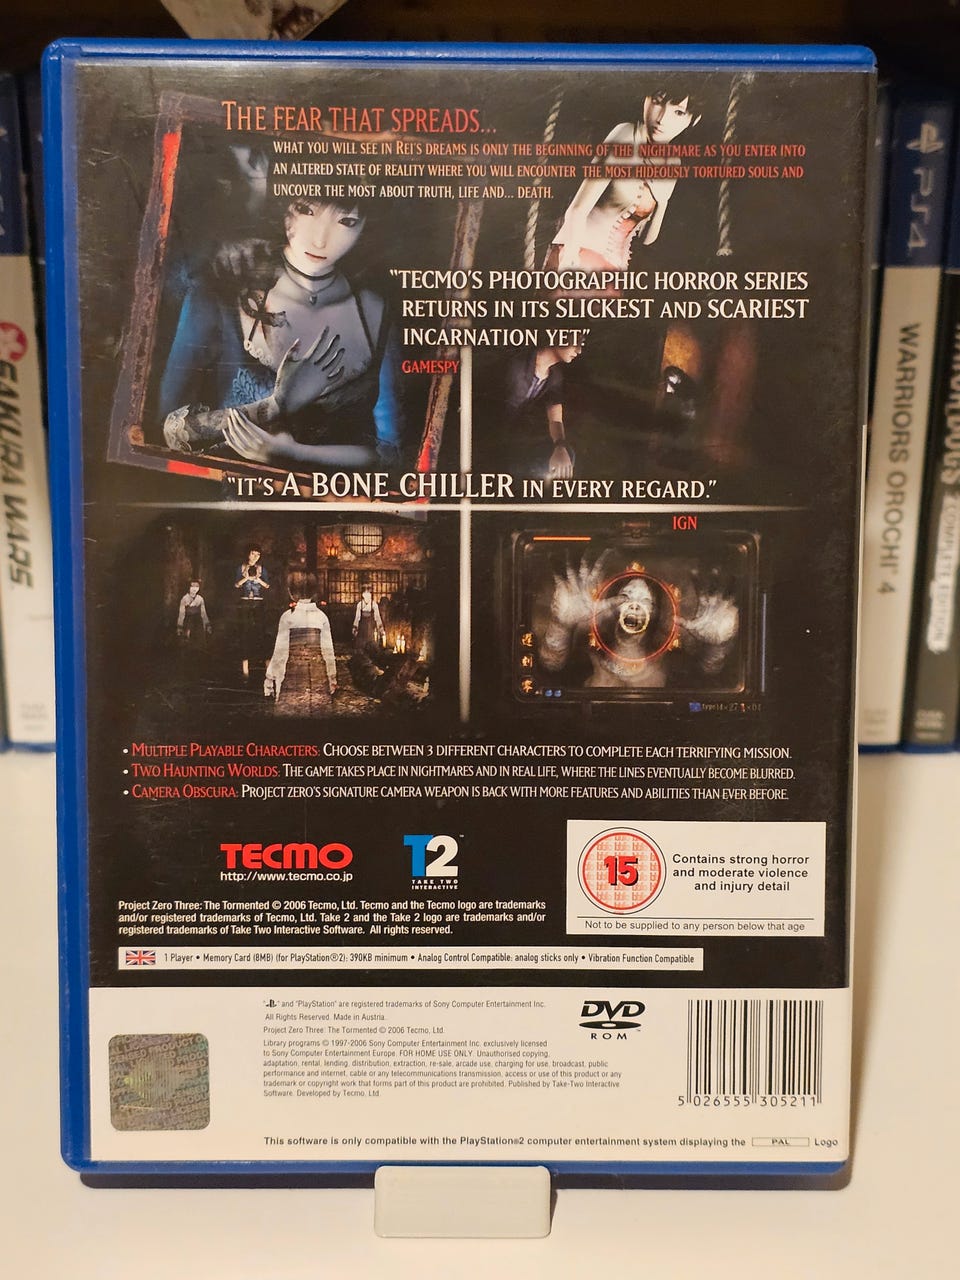 THE FEAR THAT SPREADS...
WHAT YOU WILL SEE IN REI'S DREAMS IS ONLY THE BEGINNING OF THE NIGHTMARE AS YOU ENTER INTO
AN ALTERED STATE OF REALITY WHERE YOU WILL ENCOUNTER THE MOST HIDEOUSLY TORTURED SOULS AND
UNCOVER THE MOST ABOUT TRUTH, LIFE AND... DEATH.
"TECMO'S PHOTOGRAPHIC HORROR SERIES
RETURNS IN ITS SLICKEST AND SCARIEST
INCARNATION YET."
GAMESPY
"IT'S A BONE CHILLER IN EVERY REGARD."
IGN
• MULTIPLE PLAYABLE CHARACTERS: CHOOSE BETWEEN 3 DIFFERENT CHARACTERS TO COMPLETE EACH TERRIFYING MISSION.
• TWO HAUNTING WORLDS: THE GAME TAKES PLACE IN NIGHTMARES AND IN REAL LIFE, WHERE THE LINES EVENTUALLY BECOME BLURRED.
• CAMERA OBSCURA: PROJECT ZERO'S SIGNATURE CAMERA WEAPON IS BACK WITH MORE FEATURES AND ABILITIES THAN EVER BEFORE.
TECMO
http://www.tecmo.co.jp
T2
TAKE TWO
INTERACTIVE
15
Contains strong horror
and moderate violence
and injury detail
Not to be supplied to any person below that age
Project Zero Three: The Tormented © 2006 Tecmo, Ltd. Tecmo and the Tecmo logo are trademarks
and/or registered trademarks of Tecmo, Ltd. Take 2 and the Take 2 logo are trademarks and/or
registered trademarks of Take Two Interactive Software. All rights reserved.
1 Player • Memory Card (8MB) (for PlayStation®2): 390KB minimum • Analog Control Compatible: analog sticks only • Vibration Function Compatible
" " and "PlayStation" are registered trademarks of Sony Computer Entertainment Inc.
All Rights Reserved. Made in Austria.
Project Zero Three: The Tormented © 2006 Tecmo, Ltd.
Library programs © 1997-2006 Sony Computer Entertainment Inc. exclusively licensed
to Sony Computer Entertainment Europe. FOR HOME USE ONLY. Unauthorised copying,
adaptation, rental, lending, distribution, extraction, re-sale, arcade use, charging for use, broadcast, public
performance and internet, cable or any telecommunications transmission, access or use of this product or any
trademark or copyright work that forms part of this product are prohibited. Published by Take-Two Interactive
Software. Developed by Tecmo, Ltd.
DVD
ROM
5 026555 305211
This software is only compatible with the PlayStation®2 computer entertainment system displaying the PAL Logo
SAKURA WARS
PS4
WARRIORS OROCHI 4
COMPLETE EDITION